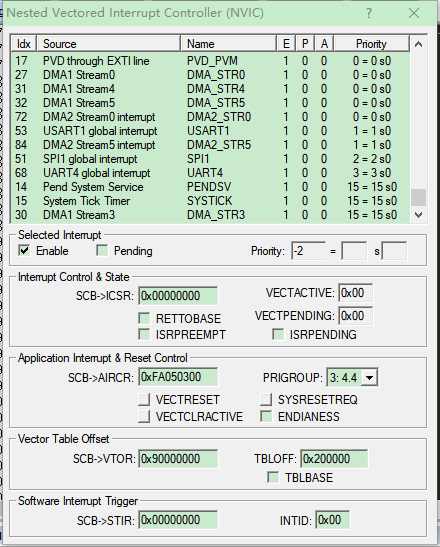 Nested Vectored Interrupt Controller (NVIC) ? ×
Idx Source Name E P A Priority
17 PVD through EXTI line PVD_PVM 1 0 0 0 = 0 s0
27 DMA1 Stream0 DMA_STR0 1 0 0 0 = 0 s0
31 DMA1 Stream4 DMA_STR4 1 0 0 0 = 0 s0
32 DMA1 Stream5 DMA_STR5 1 0 0 0 = 0 s0
72 DMA2 Stream0 interrupt DMA2_STR0 1 0 0 0 = 0 s0
53 USART1 global interrupt USART1 1 0 0 1 = 1 s0
84 DMA2 Stream5 interrupt DMA2_STR5 1 0 0 1 = 1 s0
51 SPI1 global interrupt SPI1 1 0 0 2 = 2 s0
68 UART4 global interrupt UART4 1 0 0 3 = 3 s0
14 Pend System Service PENDSV 1 0 0 15 = 15 s0
15 System Tick Timer SYSTICK 1 0 0 15 = 15 s0
30 DMA1 Stream3 DMA_STR3 1 0 0 15 = 15 s0
Selected Interrupt
Enable Pending Priority: -2 = s
Interrupt Control & State
SCB->ICSR: 0x00000000 VECTACTIVE: 0x00
RETTOBASE VECTPENDING: 0x00
ISRPREEMPT ISRPENDING
Application Interrupt & Reset Control
SCB->AIRCR: 0xFA050300 PRIGROUP: 3: 4.4
VECTRESET SYSRESETREQ
VECTCLRACTIVE ENDIANESS
Vector Table Offset
SCB->VTOR: 0x90000000 TBLOFF: 0x200000
TBLBASE
Software Interrupt Trigger
SCB->STIR: 0x00000000 INTID: 0x00